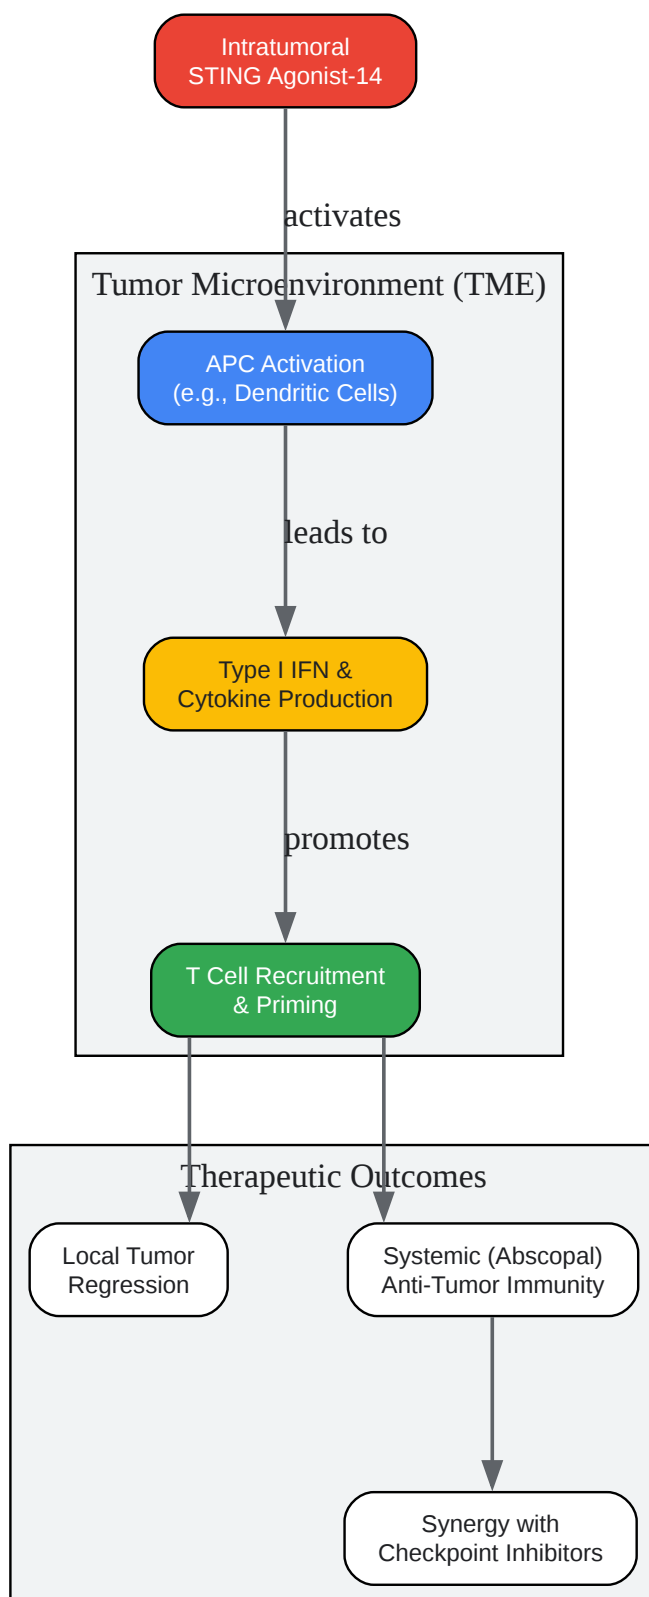 Intratumoral
STING Agonist-14
activates
Tumor Microenvironment (TME)
APC Activation
(e.g., Dendritic Cells)
leads to
Type I IFN &
Cytokine Production
promotes
T Cell Recruitment
& Priming
Therapeutic Outcomes
Local Tumor
Regression
Systemic (Abscopal)
Anti-Tumor Immunity
Synergy with
Checkpoint Inhibitors